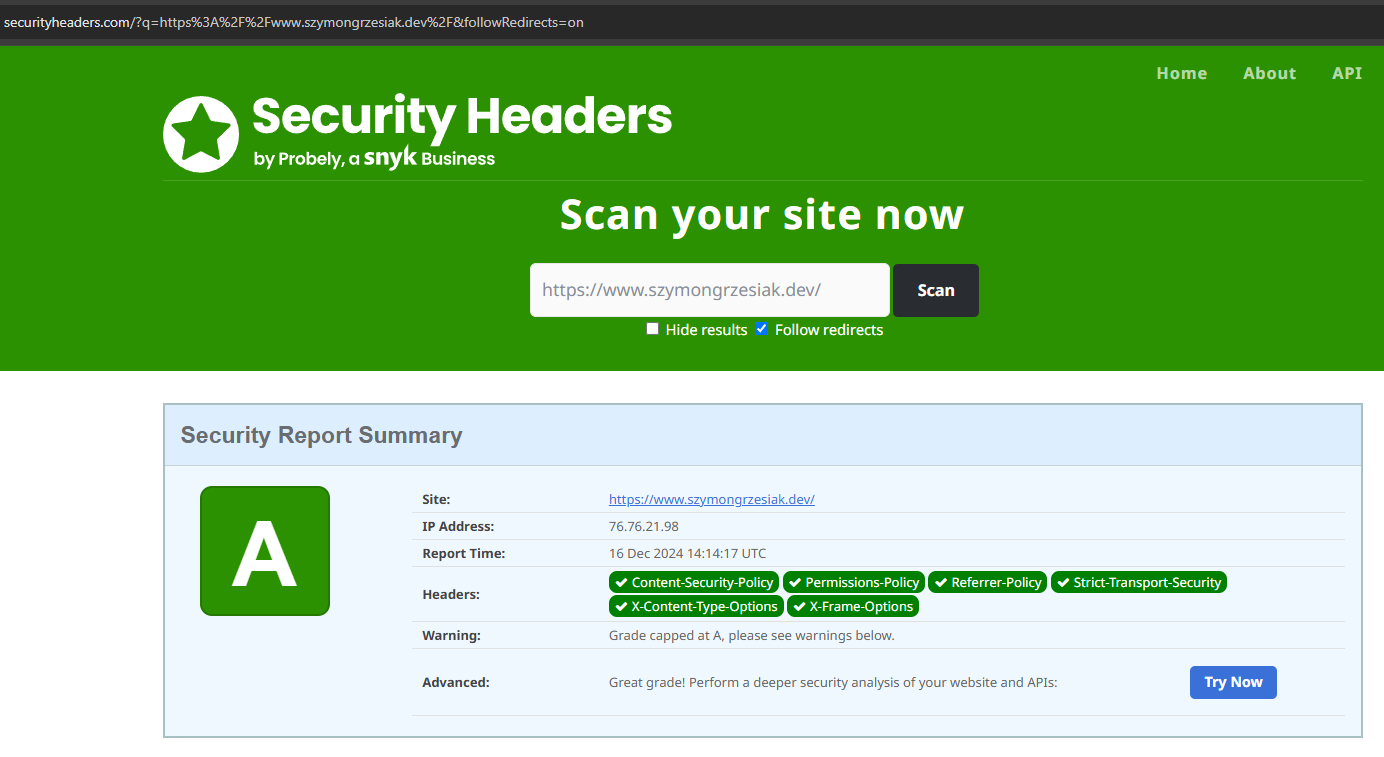 securityheaders.com/?q=https%3A%2F%2Fwww.szymongrzesiak.dev%2F&followRedirects=on
Home About API
Security Headers
by Probely, a snyk Business
Scan your site now
https://www.szymongrzesiak.dev/ Scan
Hide results Follow redirects
Security Report Summary
A
Site: https://www.szymongrzesiak.dev/
IP Address: 76.76.21.98
Report Time: 16 Dec 2024 14:14:17 UTC
Headers: Content-Security-Policy Permissions-Policy Referrer-Policy Strict-Transport-Security
X-Content-Type-Options X-Frame-Options
Warning: Grade capped at A, please see warnings below.
Advanced: Great grade! Perform a deeper security analysis of your website and APIs: Try Now